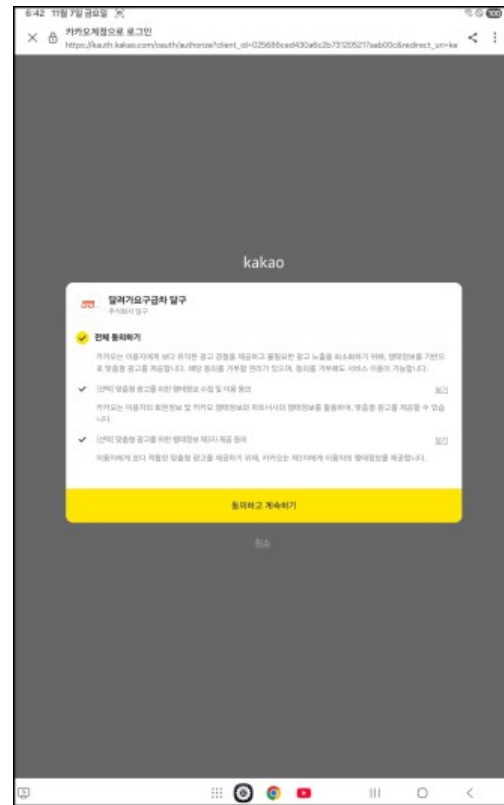 6:42 11월 7일 금요일
100
카카오계정으로 로그인
https://kauth.kakao.com/oauth/authorize?client_id=025686ced430a6c2b731205217aab00c&redirect_uri=ka
kakao
달려가요구급차 달구
주식회사 달구
전체 동의하기
카카오는 이용자에게 보다 유익한 광고 경험을 제공하고 불필요한 광고 노출을 최소화하기 위해, 행태정보를 기반으
로 맞춤형 광고를 제공합니다. 해당 동의를 거부할 권리가 있으며, 동의를 거부해도 서비스 이용이 가능합니다.
[선택] 맞춤형 광고를 위한 행태정보 수집 및 이용 동의 보기
카카오는 이용자의 회원정보 및 카카오 행태정보와 파트너사의 행태정보를 활용하여, 맞춤형 광고를 제공할 수 있습
니다.
[선택] 맞춤형 광고를 위한 행태정보 제3자 제공 동의 보기
이용자에게 보다 적합한 맞춤형 광고를 제공하기 위해, 카카오는 제3자에게 이용자의 행태정보를 제공합니다.
동의하고 계속하기
취소